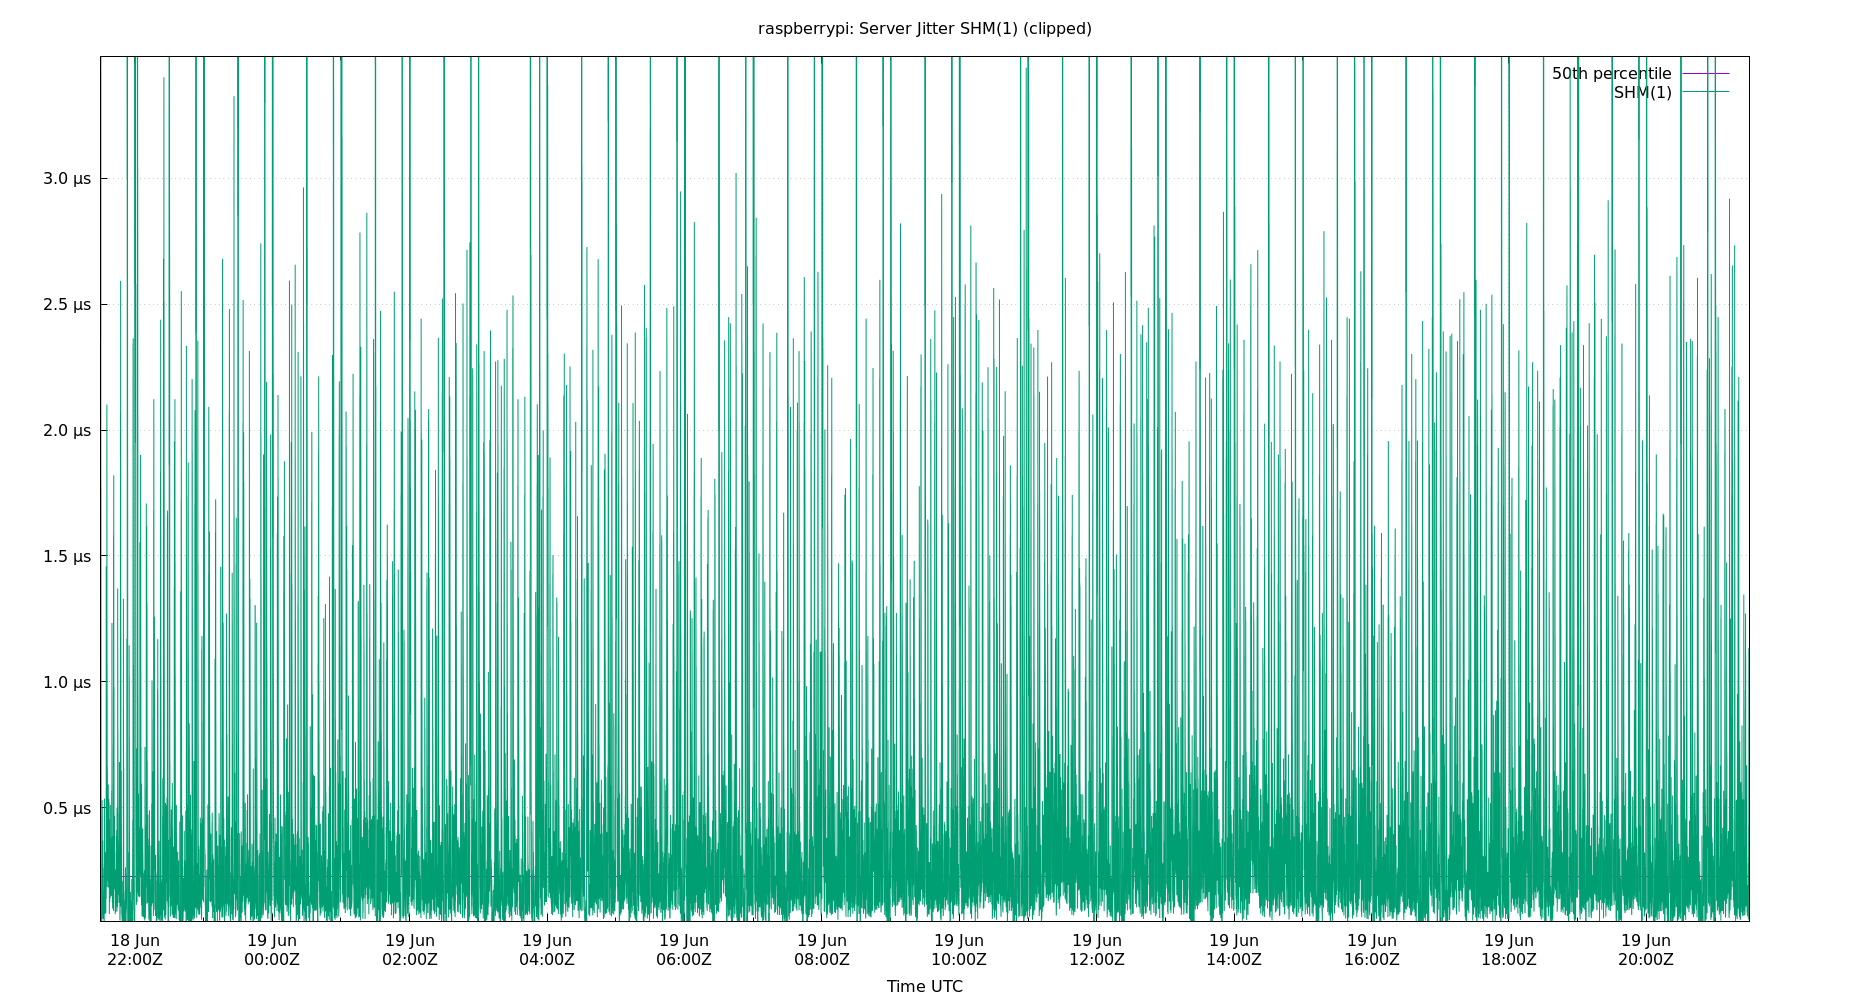 raspberrypi: Server Jitter SHM(1) (clipped)
50th percentile
SHM(1)
3.0 µs
2.5 µs
2.0 µs
1.5 µs
1.0 µs
0.5 µs
18 Jun 19 Jun 19 Jun 19 Jun 19 Jun 19 Jun 19 Jun 19 Jun 19 Jun 19 Jun 19 Jun 19 Jun
22:00Z 00:00Z 02:00Z 04:00Z 06:00Z 08:00Z 10:00Z 12:00Z 14:00Z 16:00Z 18:00Z 20:00Z
Time UTC